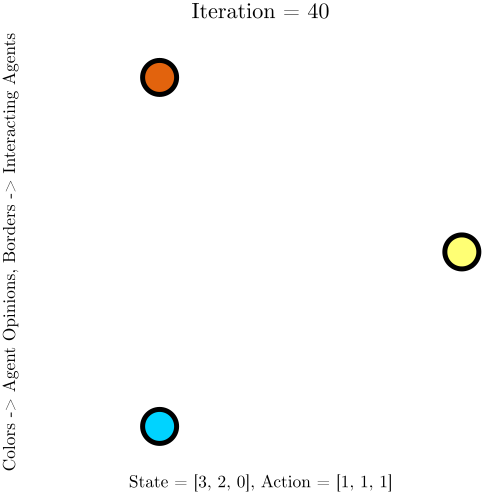 Iteration = 40
Colors -> Agent Opinions, Borders -> Interacting Agents
State = [3, 2, 0], Action = [1, 1, 1]